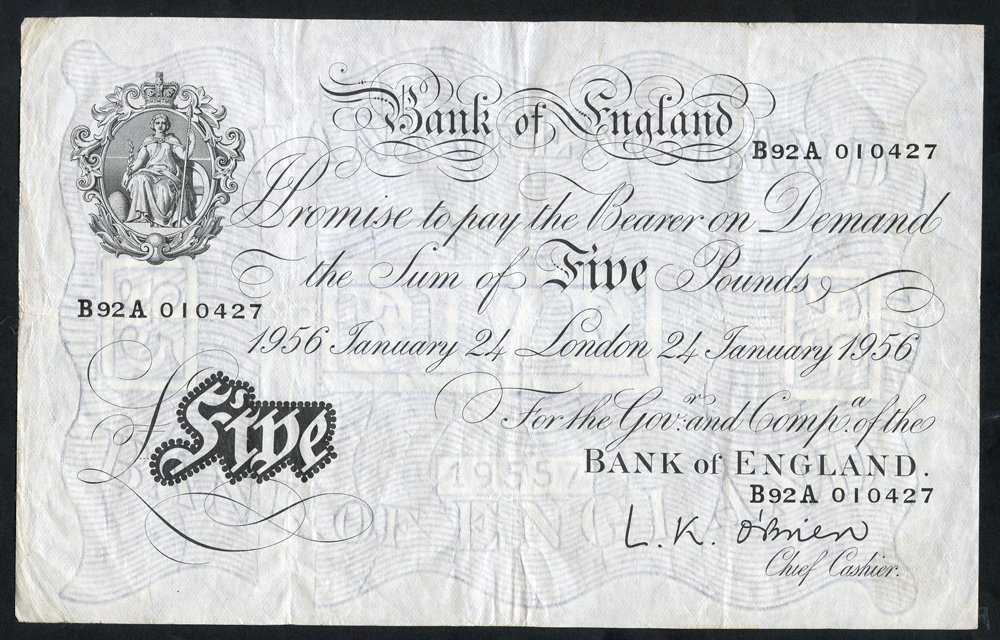 Bank of England
B92A 010427
I Promise to pay the Bearer on Demand
the Sum of Five Pounds
B92A 010427
1956 January 24 London 24 January 1956
For the Gov.r and Comp.a of the
BANK of ENGLAND.
£Five
B92A 010427
L. K. O'Brien
Chief Cashier.